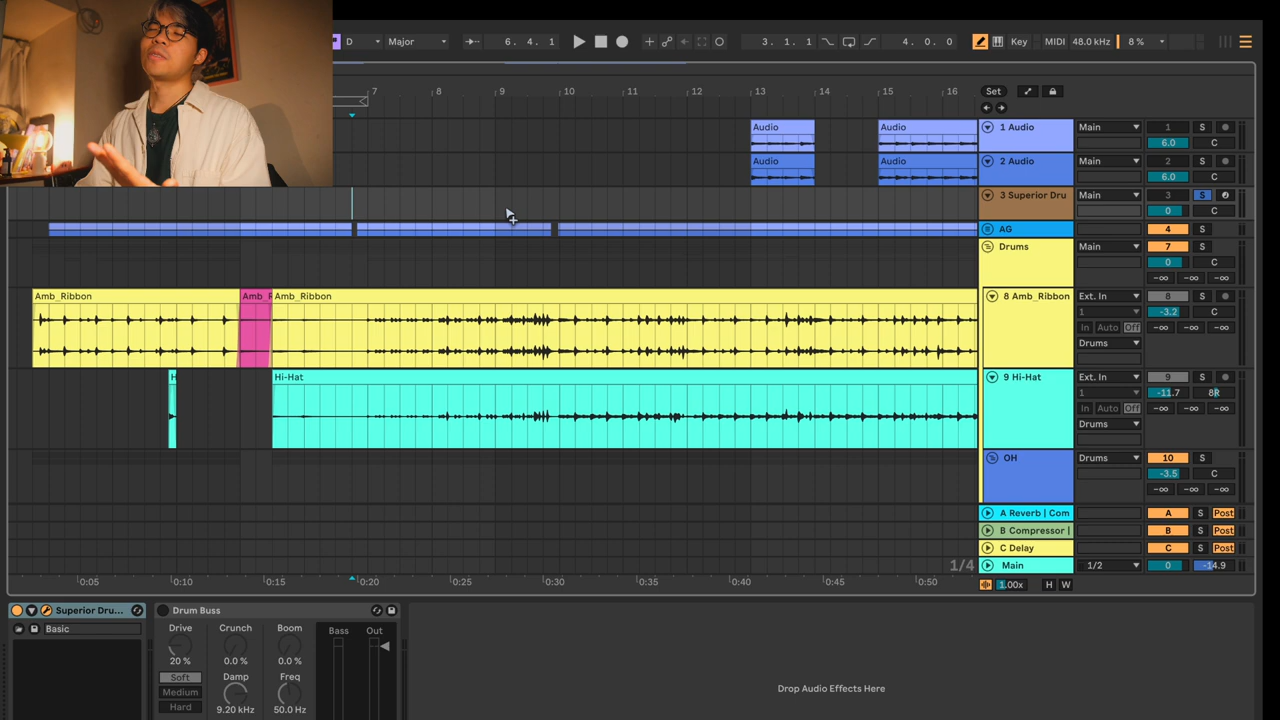 D Major 6. 4. 1 3. 1. 1 4. 0. 0 Key MIDI 48.0 kHz 8 %
7 8 9 10 11 12 13 14 15 16 Set
Audio Audio 1 Audio Main 1 S
6.0 C
Audio Audio 2 Audio Main 2 S
6.0 C
3 Superior Dru Main 3 S
0 C
AG 4
Drums Main 7
0 C
-∞ -∞ -∞
Amb_Ribbon Amb_R Amb_Ribbon 8 Amb_Ribbon Ext. In 8 S
1 -3.2 C
In Auto Off -∞ -∞ -∞
Drums
H Hi-Hat 9 Hi-Hat Ext. In 9 S
1 -11.7 8R
In Auto Off -∞ -∞ -∞
Drums
OH Drums 10 S
-3.5 C
-∞ -∞ -∞
A Reverb | Com A S Post
B Compressor | B S Post
C Delay C S Post
1/4 Main 1/2 0 -14.9
0:05 0:10 0:15 0:20 0:25 0:30 0:35 0:40 0:45 0:50 1.00x H W
Superior Dru... Drum Buss
Basic Drive Crunch Boom Bass Out
20 % 0.0 % 0.0 %
Soft Damp Freq
Medium
Hard 9.20 kHz 50.0 Hz
Drop Audio Effects Here